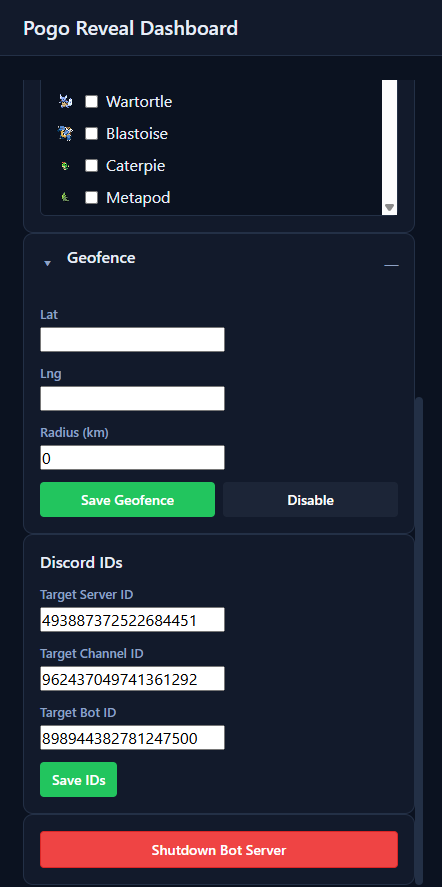 Pogo Reveal Dashboard
Wartortle
Blastoise
Caterpie
Metapod
Geofence
Lat
Lng
Radius (km)
0
Save Geofence Disable
Discord IDs
Target Server ID
493887372522684451
Target Channel ID
962437049741361292
Target Bot ID
898944382781247500
Save IDs
Shutdown Bot Server